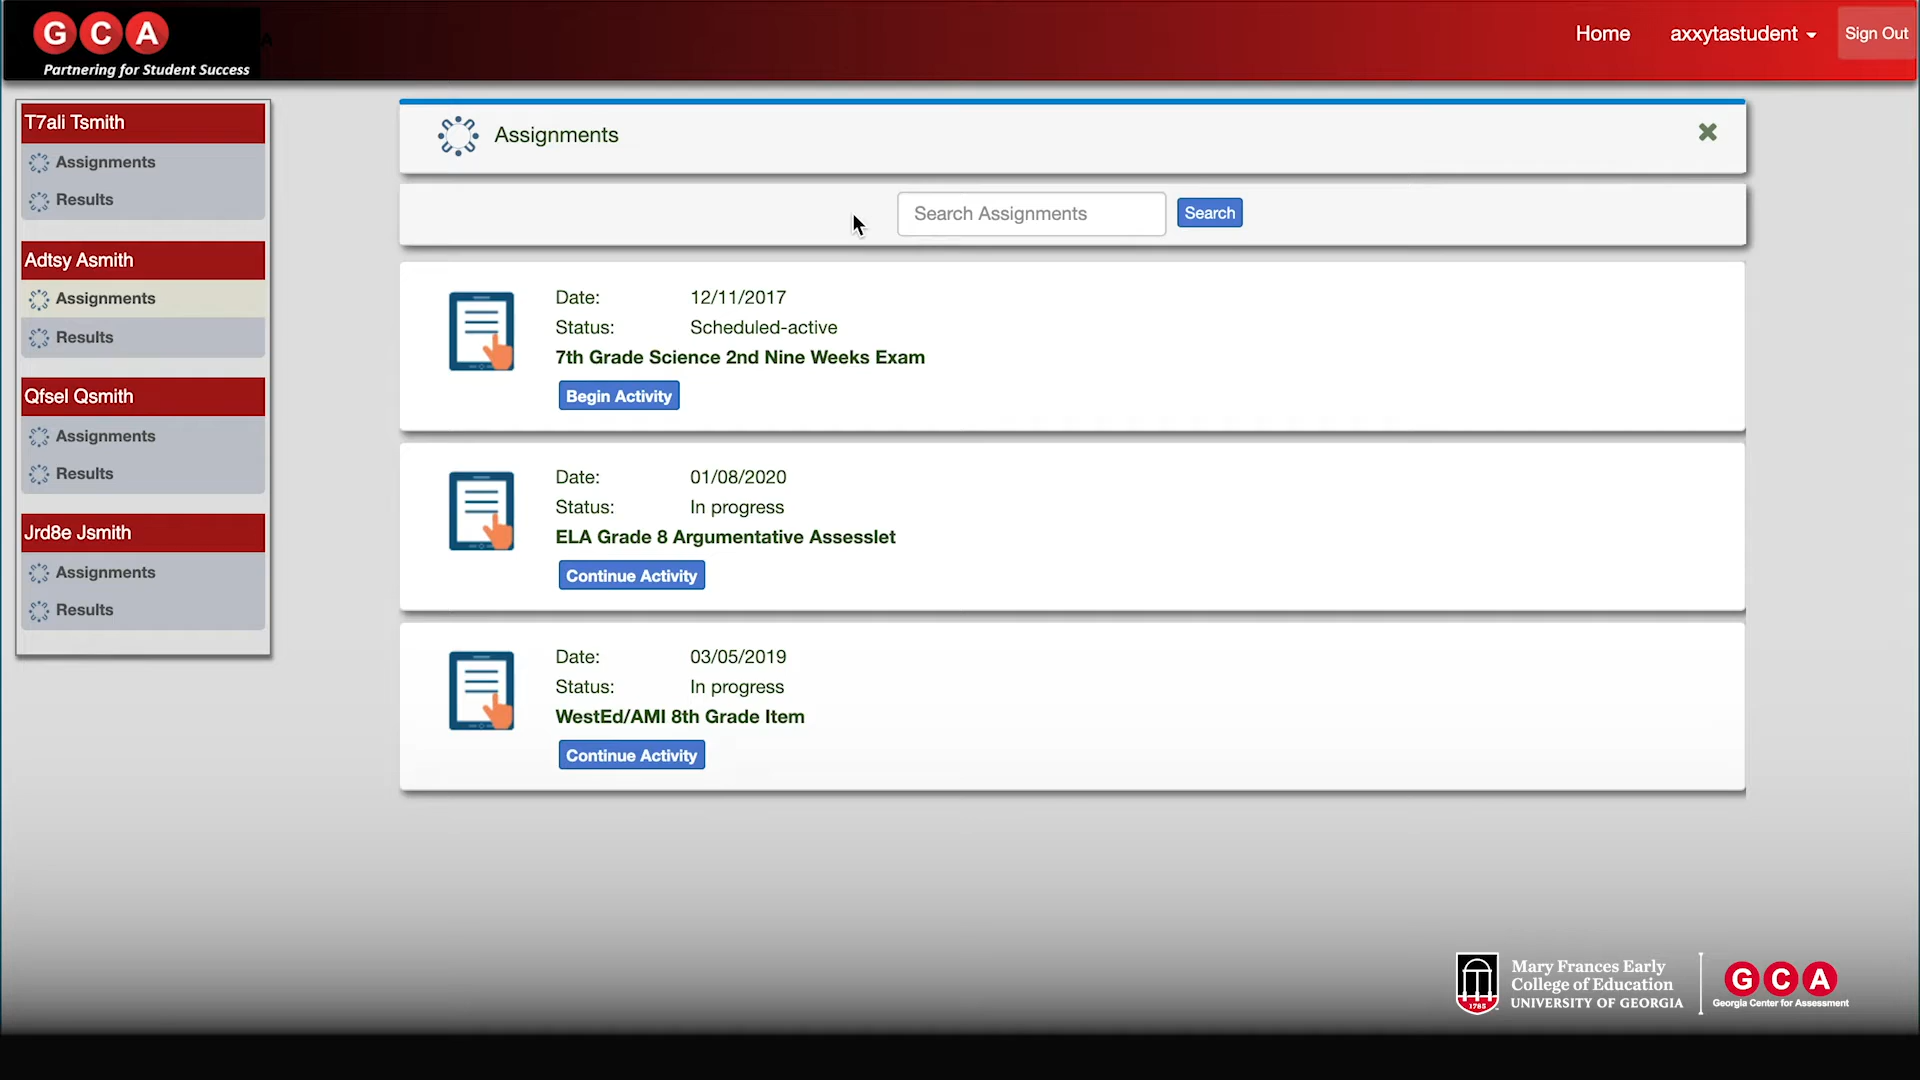 GCA
Partnering for Student Success
Home
axxytastudent
Sign Out
T7ali Tsmith
Assignments
Results
Adtsy Asmith
Assignments
Results
Qfsel Qsmith
Assignments
Results
Jrd8e Jsmith
Assignments
Results
Assignments
Search Assignments
Search
Date: 12/11/2017
Status: Scheduled-active
7th Grade Science 2nd Nine Weeks Exam
Begin Activity
Date: 01/08/2020
Status: In progress
ELA Grade 8 Argumentative Assesslet
Continue Activity
Date: 03/05/2019
Status: In progress
WestEd/AMI 8th Grade Item
Continue Activity
1785
Mary Frances Early
College of Education
UNIVERSITY OF GEORGIA
GCA
Georgia Center for Assessment